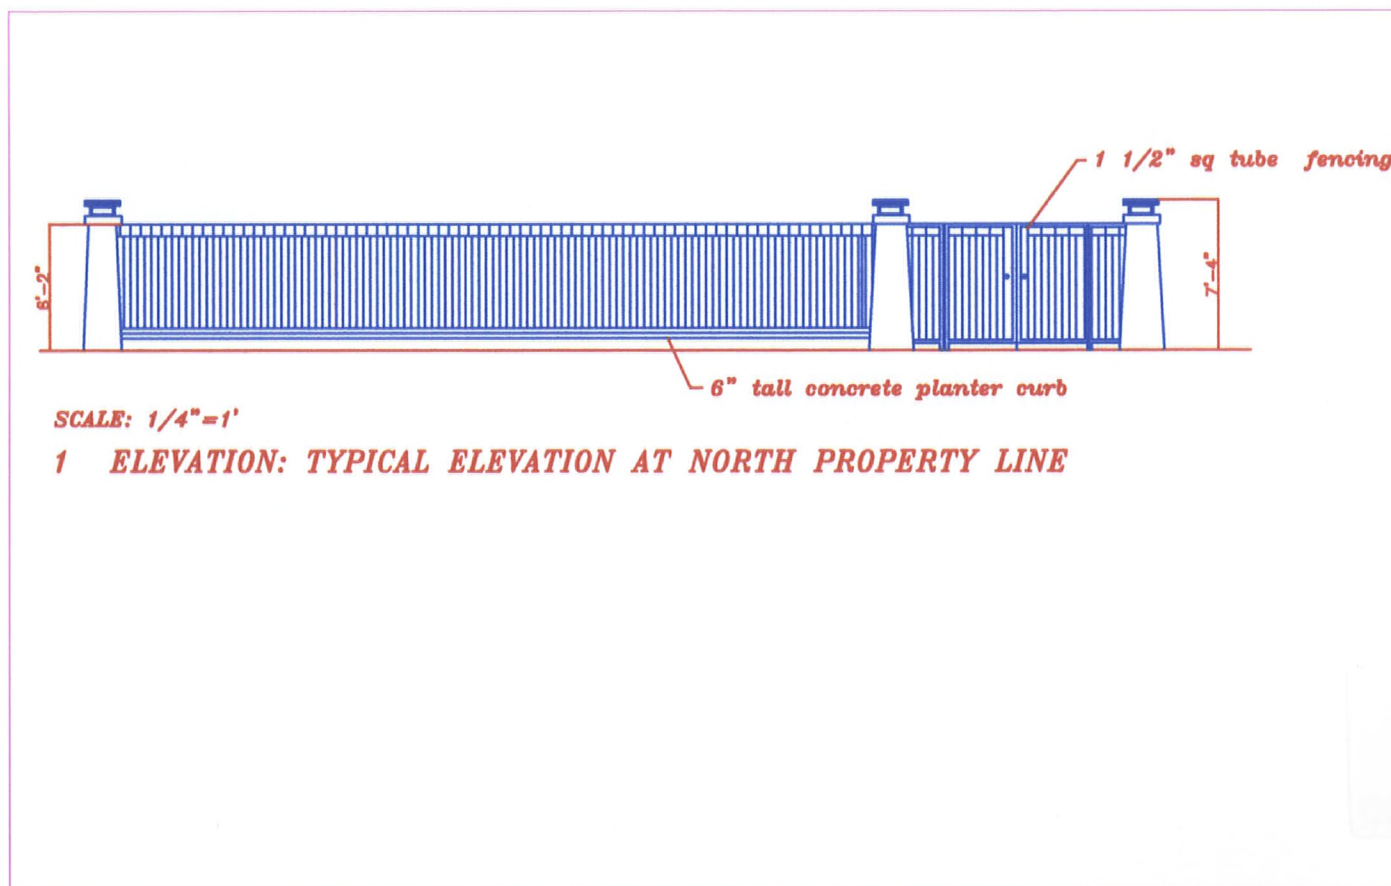 1 1/2" sq tube fencing
6'-2"
7'-4"
6" tall concrete planter curb
SCALE: 1/4"=1'
1 ELEVATION: TYPICAL ELEVATION AT NORTH PROPERTY LINE